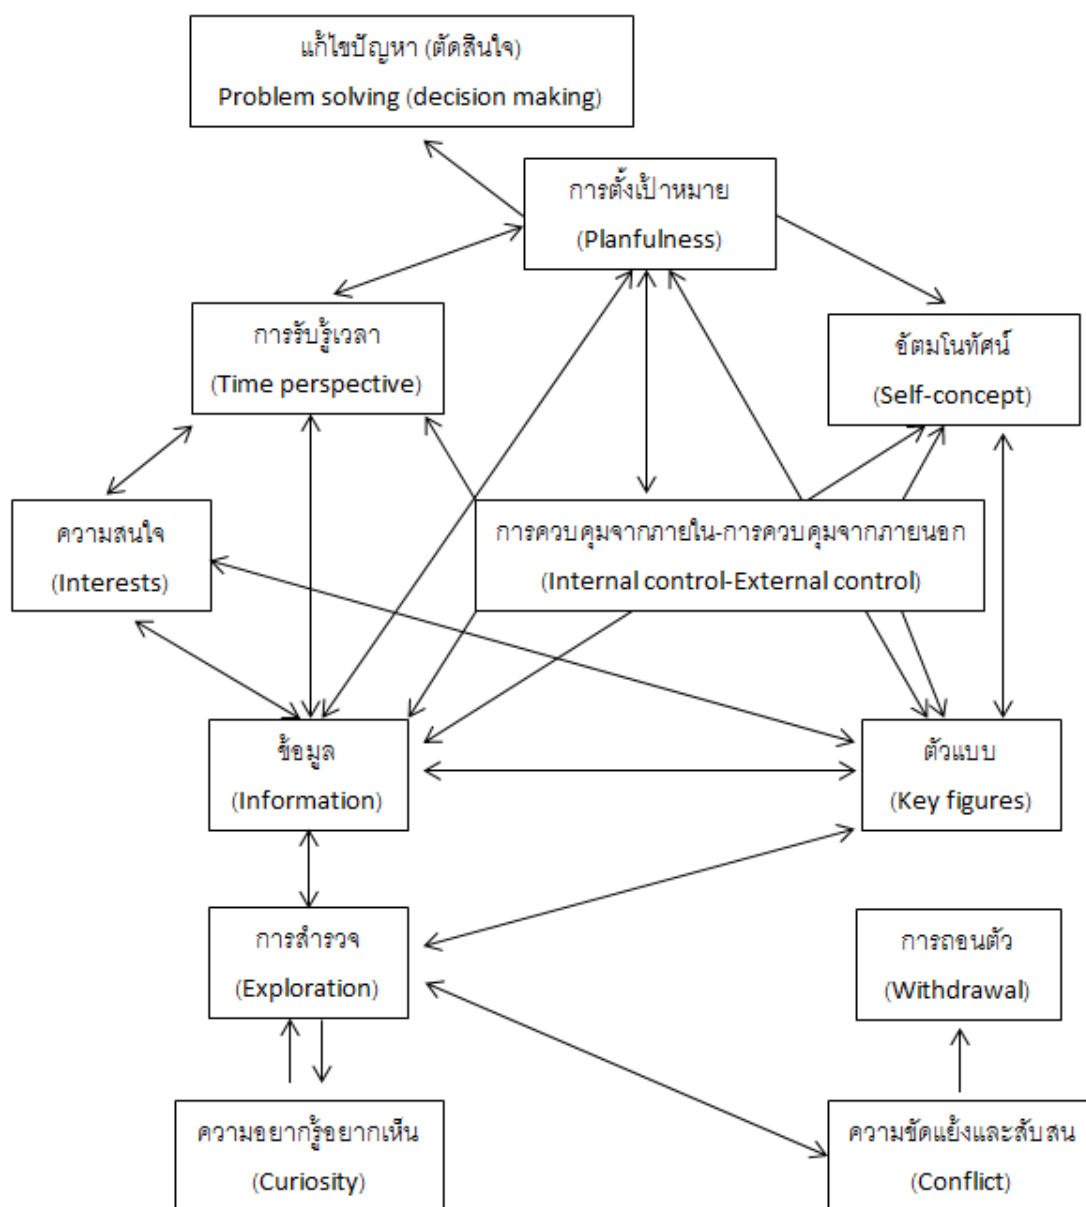 แก้ไขปัญหา (ตัดสินใจ)
Problem solving (decision making)
การตั้งเป้าหมาย
(Planfulness)
การรับรู้เวลา
(Time perspective)
อัตมโนทัศน์
(Self-concept)
ความสนใจ
(Interests)
การควบคุมจากภายใน-การควบคุมจากภายนอก
(Internal control-External control)
ข้อมูล
(Information)
ตัวแบบ
(Key figures)
การสำรวจ
(Exploration)
การถอนตัว
(Withdrawal)
ความอยากรู้อยากเห็น
(Curiosity)
ความขัดแย้งและสับสน
(Conflict)